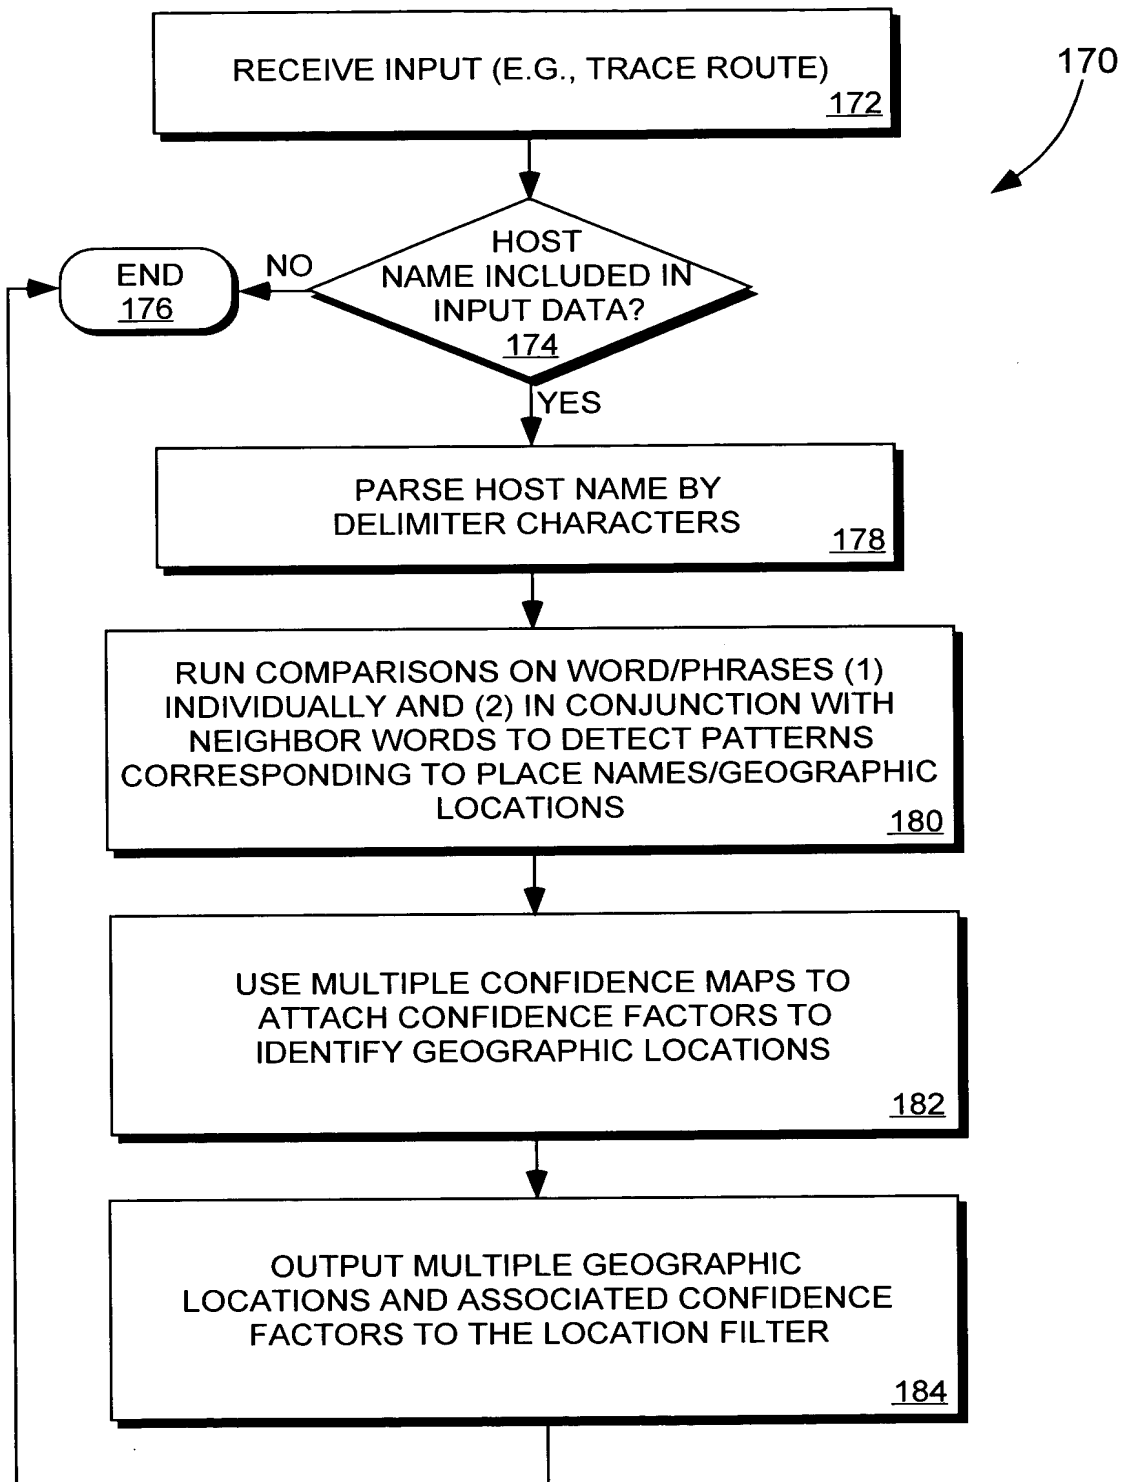 RECEIVE INPUT (E.G., TRACE ROUTE)
172
170
HOST
NAME INCLUDED IN
INPUT DATA?
174
NO
END
176
YES
PARSE HOST NAME BY
DELIMITER CHARACTERS
178
RUN COMPARISONS ON WORD/PHRASES (1)
INDIVIDUALLY AND (2) IN CONJUNCTION WITH
NEIGHBOR WORDS TO DETECT PATTERNS
CORRESPONDING TO PLACE NAMES/GEOGRAPHIC
LOCATIONS
180
USE MULTIPLE CONFIDENCE MAPS TO
ATTACH CONFIDENCE FACTORS TO
IDENTIFY GEOGRAPHIC LOCATIONS
182
OUTPUT MULTIPLE GEOGRAPHIC
LOCATIONS AND ASSOCIATED CONFIDENCE
FACTORS TO THE LOCATION FILTER
184